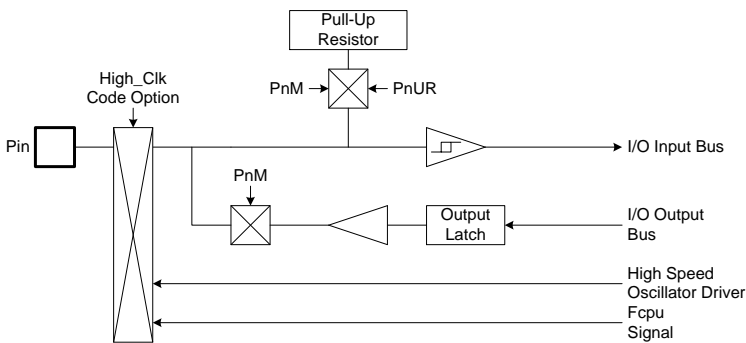 Pull-Up
Resistor
High_Clk
Code Option
PnM
PnUR
Pin
I/O Input Bus
PnM
Output
Latch
I/O Output
Bus
High Speed
Oscillator Driver
Fcpu
Signal